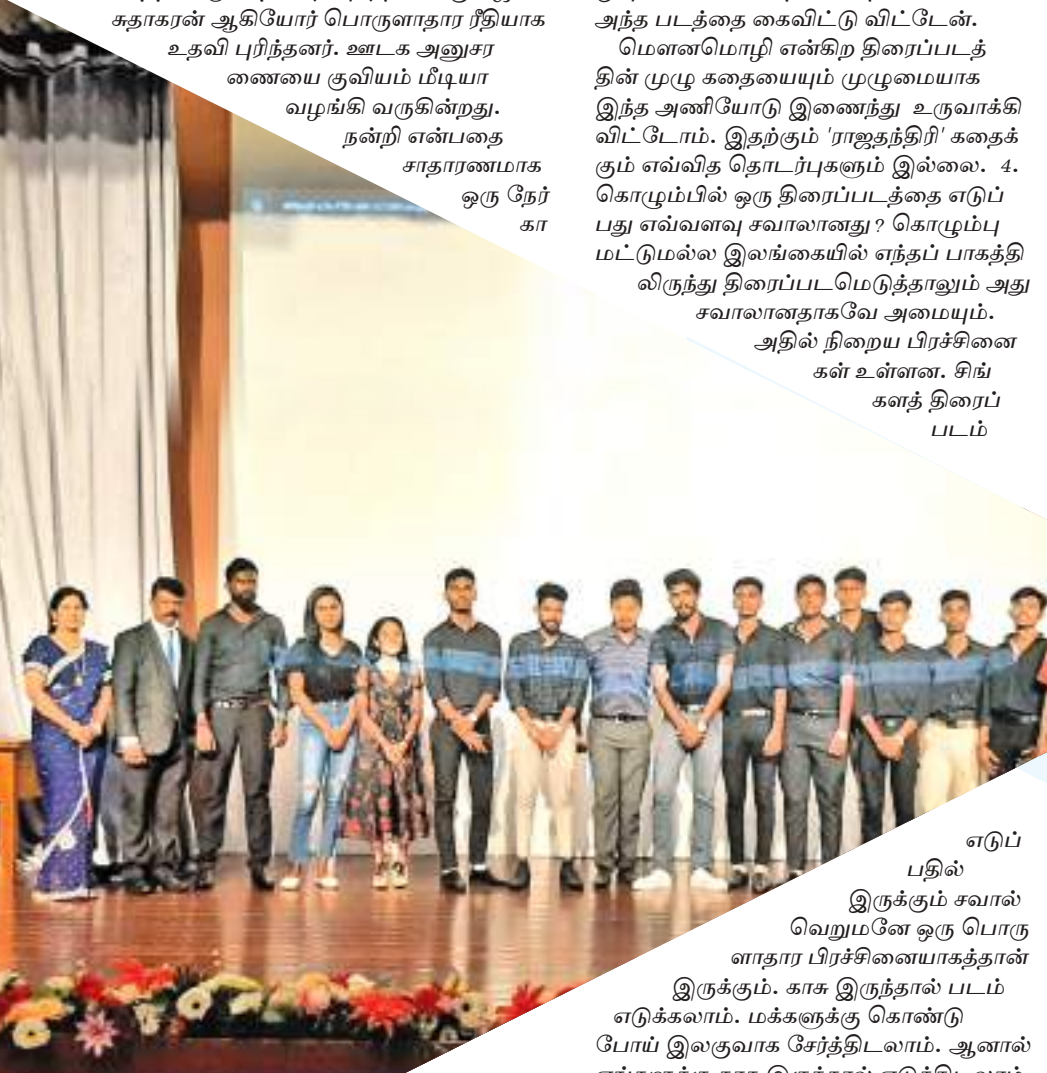 சுதாகரன் ஆகியோர் பொருளாதார ரீதியாக
உதவி புரிந்தனர். ஊடக அனுசர
ணையை குவியம் மீடியா
வழங்கி வருகின்றது.
நன்றி என்பதை
சாதாரணமாக
ஒரு நேர்
கா
அந்த படத்தை கைவிட்டு விட்டேன்.
மௌனமொழி என்கிற திரைப்படத்
தின் முழு கதையையும் முழுமையாக
இந்த அணியோடு இணைந்து உருவாக்கி
விட்டோம். இதற்கும் 'ராஜதந்திரி' கதைக்
கும் எவ்வித தொடர்புகளும் இல்லை. 4.
கொழும்பில் ஒரு திரைப்படத்தை எடுப்
பது எவ்வளவு சவாலானது? கொழும்பு
மட்டுமல்ல இலங்கையில் எந்தப் பாகத்தி
லிருந்து திரைப்படமெடுத்தாலும் அது
சவாலானதாகவே அமையும்.
அதில் நிறைய பிரச்சினை
கள் உள்ளன. சிங்
களத் திரைப்
படம்
எடுப்
பதில்
இருக்கும் சவால்
வெறுமனே ஒரு பொரு
ளாதார பிரச்சினையாகத்தான்
இருக்கும். காசு இருந்தால் படம்
எடுக்கலாம். மக்களுக்கு கொண்டு
போய் இலகுவாக சேர்த்திடலாம். ஆனால்